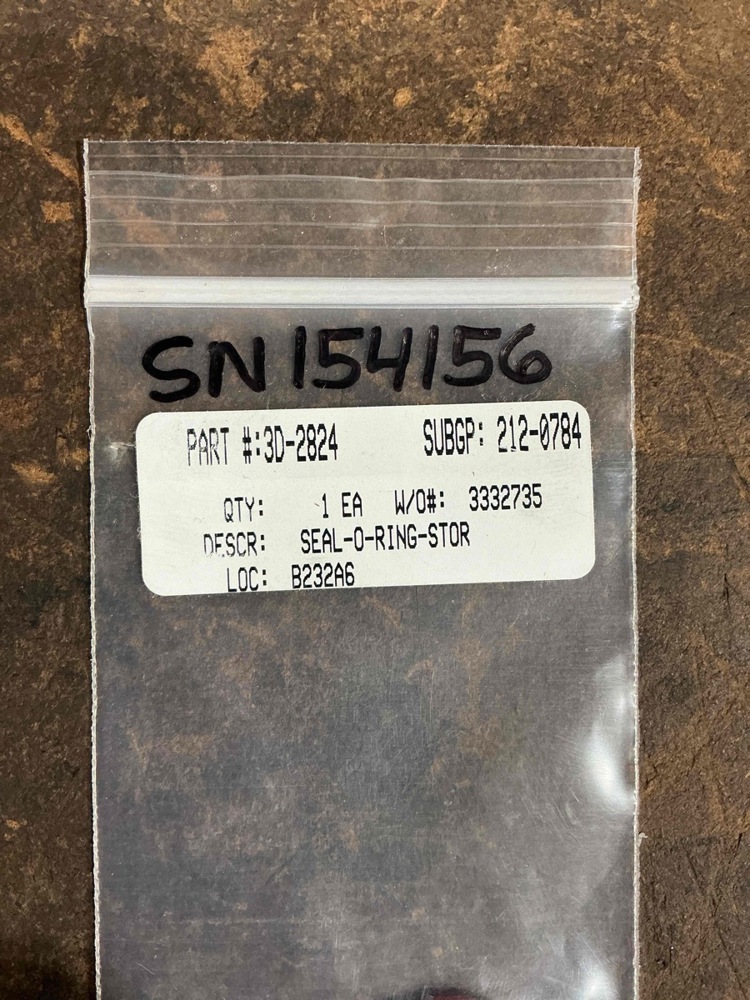 SN154156
PART #:3D-2824 SUBGP: 212-0784
QTY: 1 EA W/O#: 3332735
DESCR: SEAL-O-RING-STOR
LOC: B232A6